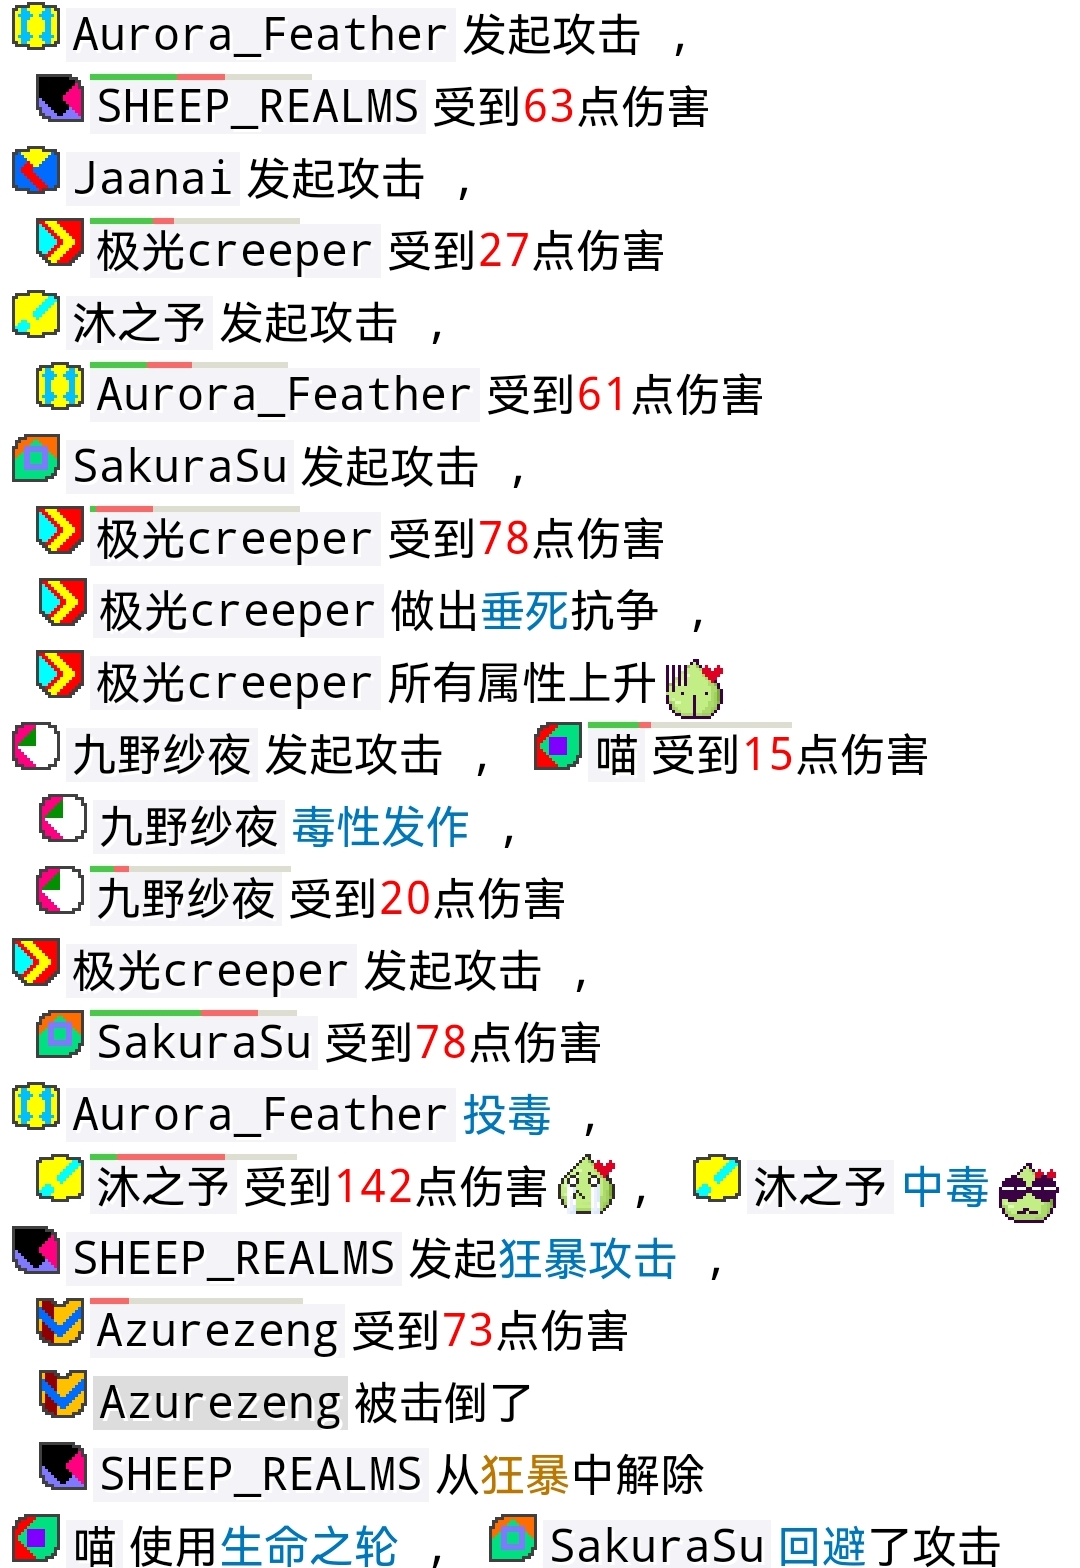 Aurora_Feather 发起攻击 ，
SHEEP_REALMS 受到63点伤害
Jaanai 发起攻击 ，
极光creeper 受到27点伤害
沐之予 发起攻击 ，
Aurora_Feather 受到61点伤害
SakuraSu 发起攻击 ，
极光creeper 受到78点伤害
极光creeper 做出垂死抗争 ，
极光creeper 所有属性上升
九野纱夜 发起攻击 ， 喵 受到15点伤害
九野纱夜 毒性发作 ，
九野纱夜 受到20点伤害
极光creeper 发起攻击 ，
SakuraSu 受到78点伤害
Aurora_Feather 投毒 ，
沐之予 受到142点伤害 ， 沐之予 中毒
SHEEP_REALMS 发起狂暴攻击 ，
Azurezeng 受到73点伤害
Azurezeng 被击倒了
SHEEP_REALMS 从狂暴中解除
喵 使用生命之轮 ， SakuraSu 回避了攻击